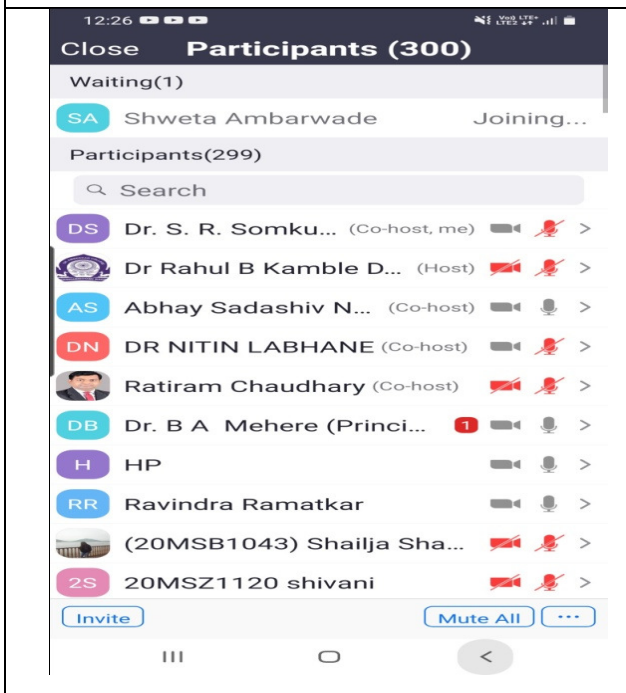 12:26
Vo)) LTE+
LTE2
Close Participants (300)
Waiting(1)
SA Shweta Ambarwade Joining...
Participants(299)
Search
DS Dr. S. R. Somku... (Co-host, me)
Dr Rahul B Kamble D... (Host)
AS Abhay Sadashiv N... (Co-host)
DN DR NITIN LABHANE (Co-host)
Ratiram Chaudhary (Co-host)
DB Dr. B A Mehere (Princi... 1
H HP
RR Ravindra Ramatkar
(20MSB1043) Shailja Sha...
2S 20MSZ1120 shivani
Invite Mute All ...